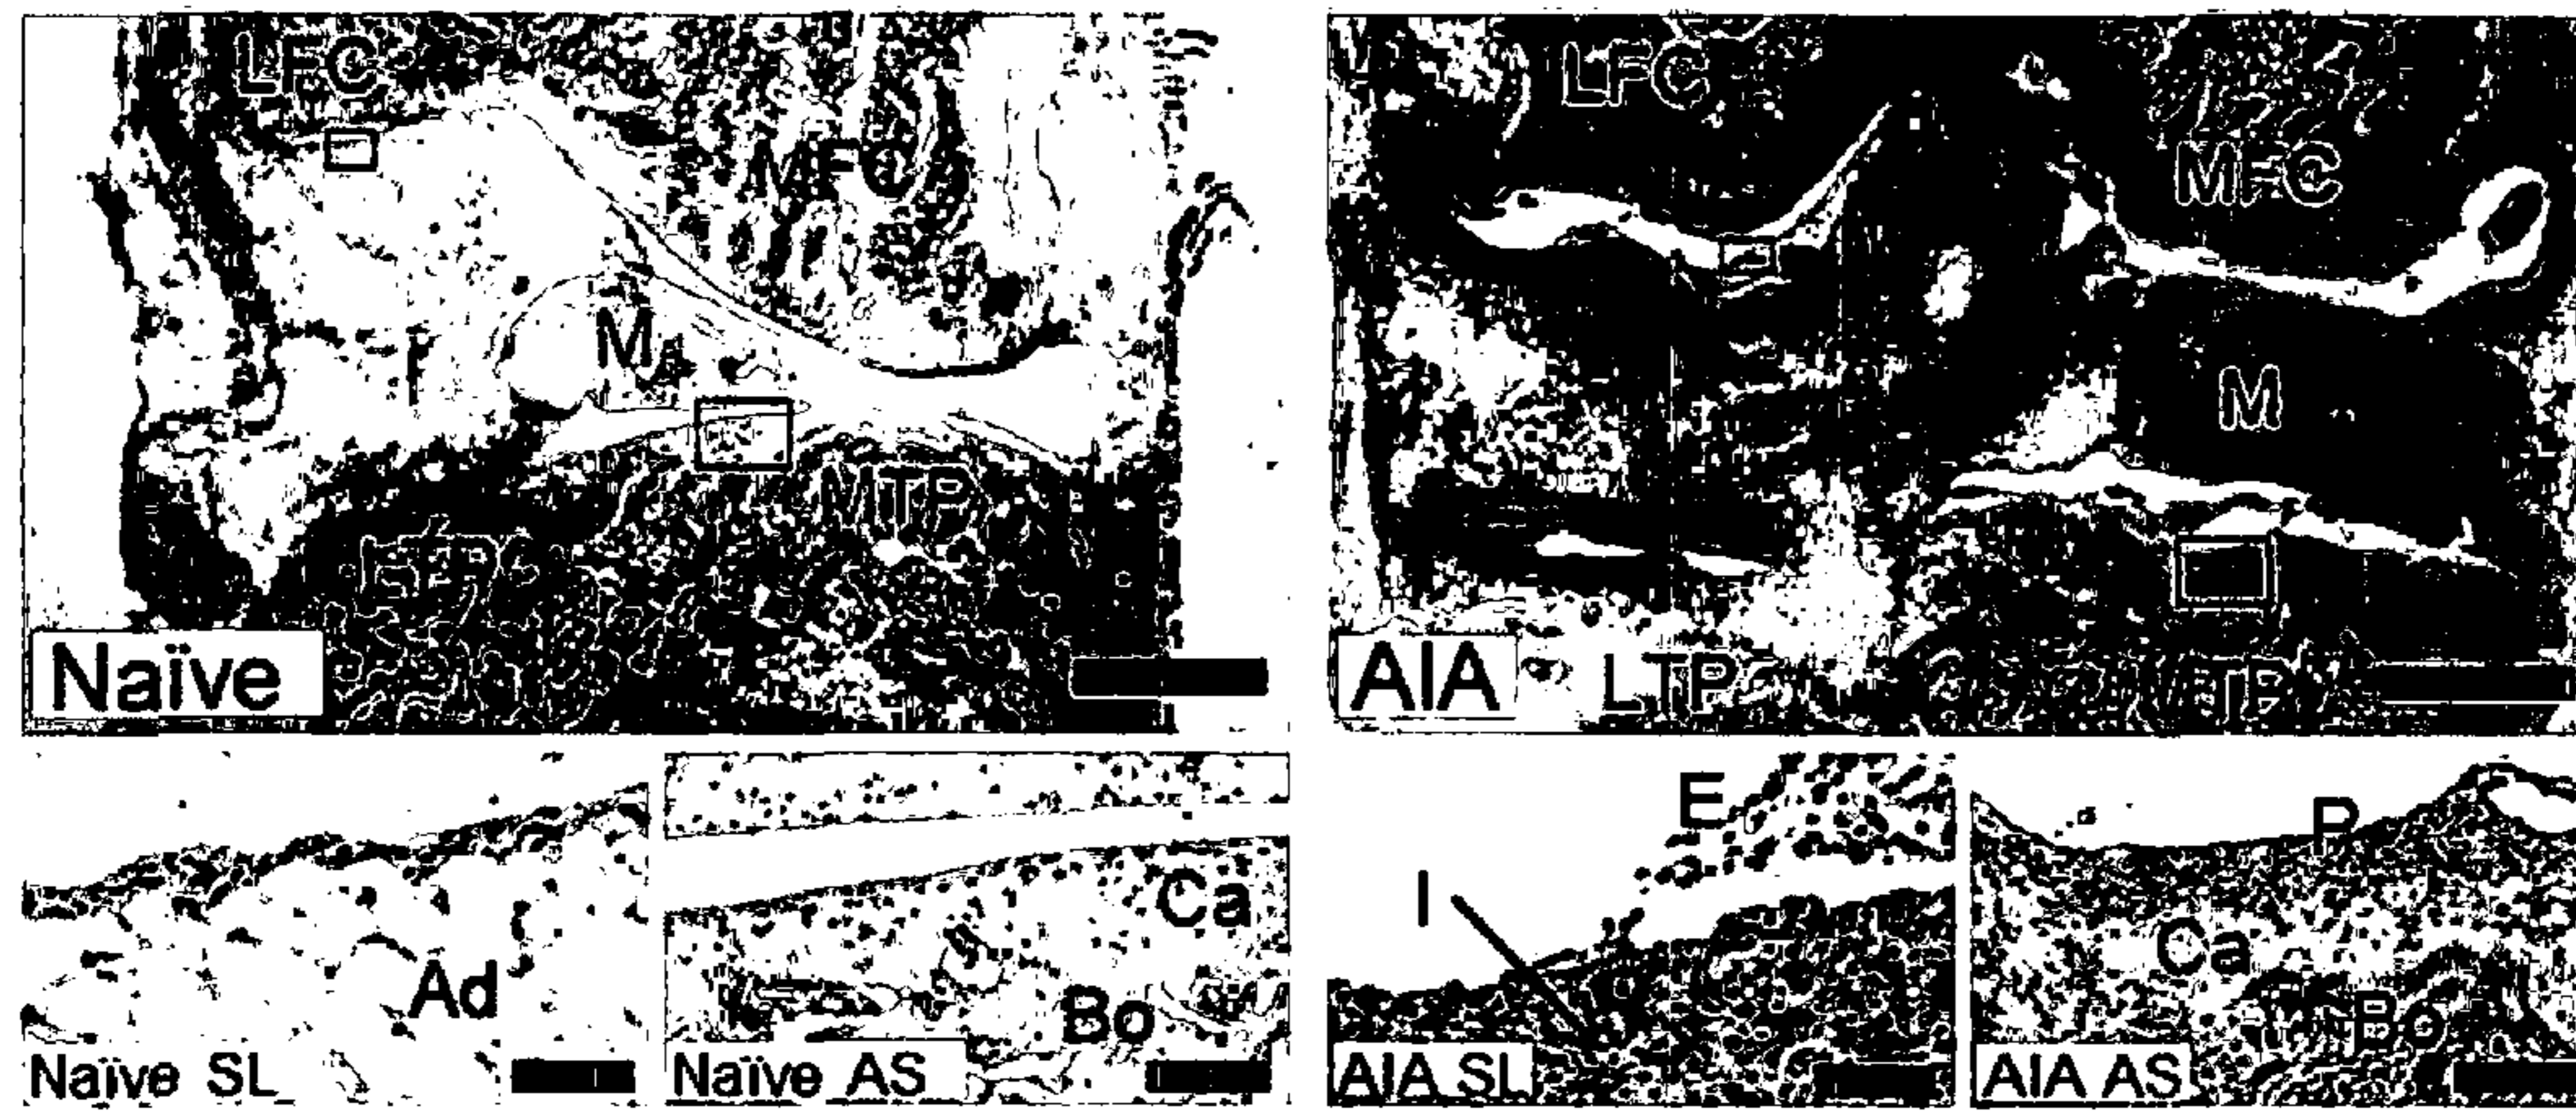 LFC
MFC
M
MTP
LTP
Naïve
LFC
MFC
M
AIA
LTP
MTP
Ad
Naïve SL
Ca
Bo
Naïve AS
E
I
AIA SL
P
Ca
Bo
AIA AS